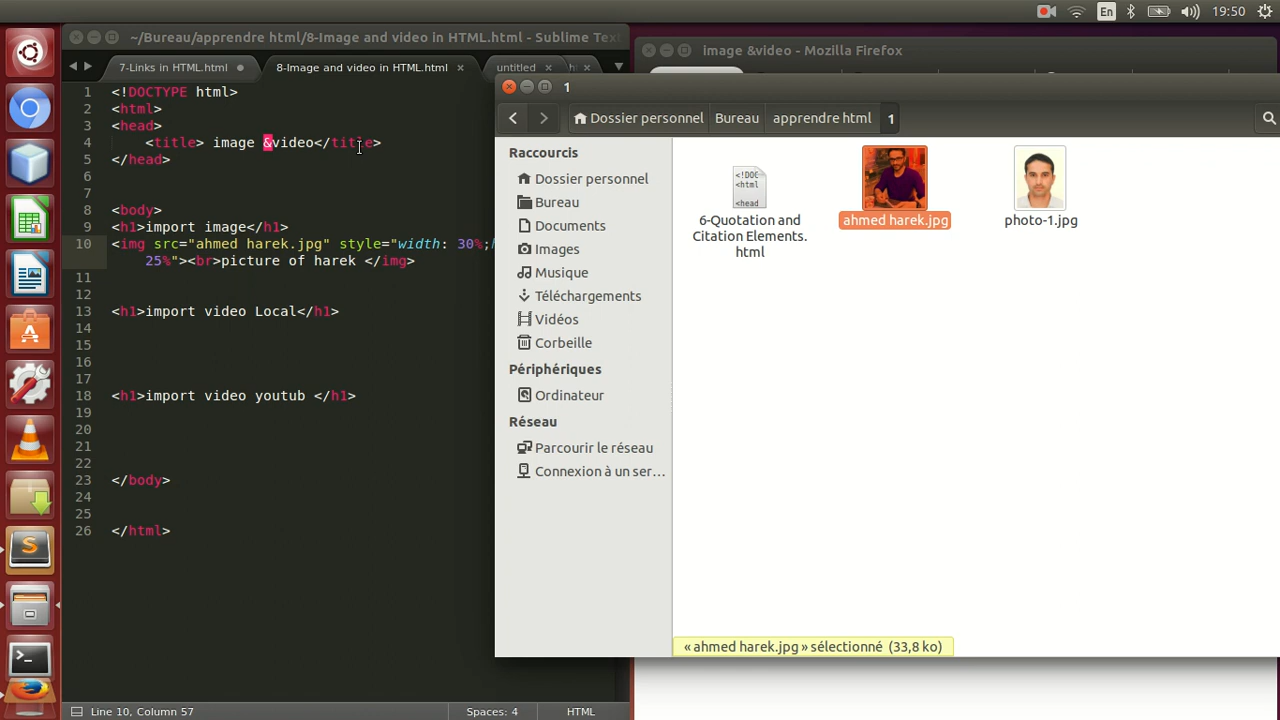 En
19:50
~/Bureau/apprendre html/8-Image and video in HTML.html - Sublime Text
7-Links in HTML.html
8-Image and video in HTML.html
untitled
1 <!DOCTYPE html>
2 <html>
3 <head>
4 <title> image &video</title>
5 </head>
6
7
8 <body>
9 <h1>import image</h1>
10 <img src="ahmed harek.jpg" style="width: 30%;
25%"><br>picture of harek </img>
11
12
13 <h1>import video Local</h1>
14
15
16
17
18 <h1>import video youtub </h1>
19
20
21
22
23 </body>
24
25
26 </html>
Line 10, Column 57
Spaces: 4
HTML
image &video - Mozilla Firefox
1
Dossier personnel
Bureau
apprendre html
1
Raccourcis
Dossier personnel
Bureau
Documents
Images
Musique
Téléchargements
Vidéos
Corbeille
Périphériques
Ordinateur
Réseau
Parcourir le réseau
Connexion à un ser…
<!DOC
<html
<head
6-Quotation and
Citation Elements.
html
ahmed harek.jpg
photo-1.jpg
« ahmed harek.jpg » sélectionné (33,8 ko)